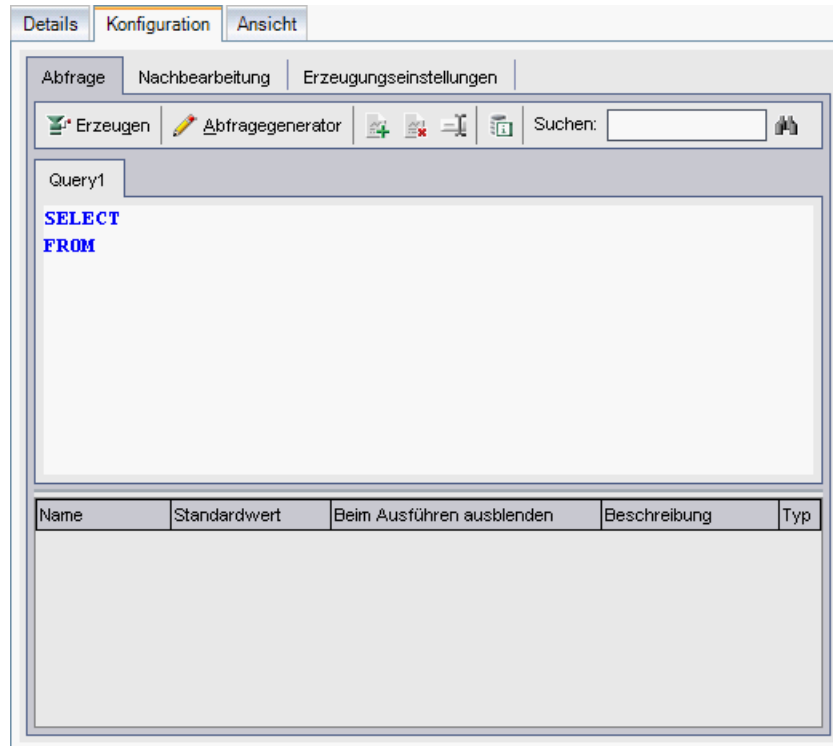 Details Konfiguration Ansicht
Abfrage Nachbearbeitung Erzeugungseinstellungen
Erzeugen Abfragegenerator Suchen:
Query1
SELECT
FROM
Name Standardwert Beim Ausführen ausblenden Beschreibung Typ